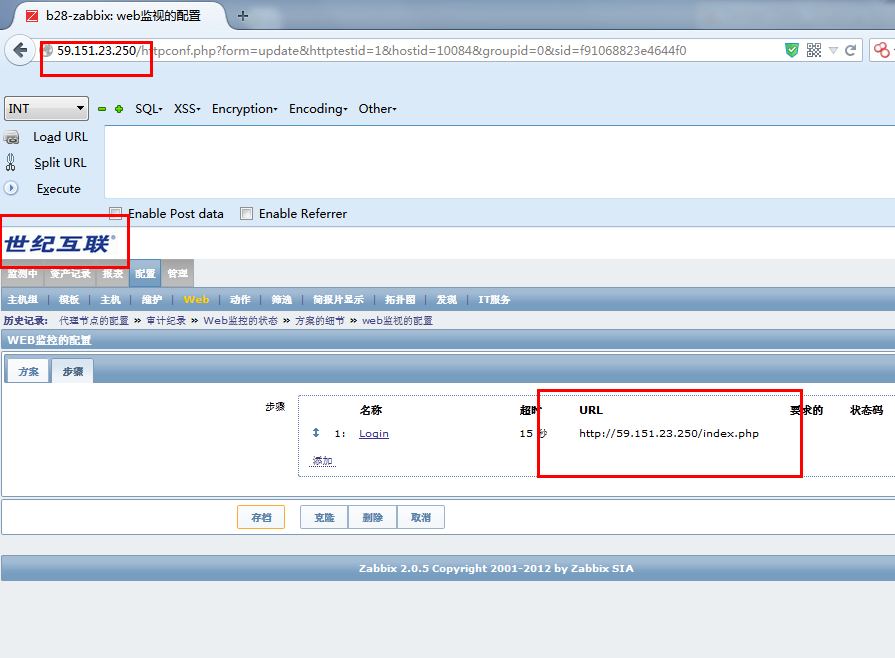 b28-zabbix: web监视的配置
59.151.23.250/httpconf.php?form=update&httptestid=1&hostid=10084&groupid=0&sid=f91068823e4644f0
INT SQL XSS Encryption Encoding Other
Load URL
Split URL
Execute
Enable Post data Enable Referrer
世纪互联
监测中 资产记录 报表 配置 管理
主机组 | 模板 | 主机 | 维护 | Web | 动作 | 筛选 | 简报片显示 | 拓扑图 | 发现 | IT服务
历史记录: 代理节点的配置 » 审计纪录 » Web监控的状态 » 方案的细节 » web监视的配置
WEB监控的配置
方案 步骤
步骤 名称 超时 URL 要求的 状态码
1: Login 15 秒 http://59.151.23.250/index.php
添加
存档 克隆 删除 取消
Zabbix 2.0.5 Copyright 2001-2012 by Zabbix SIA